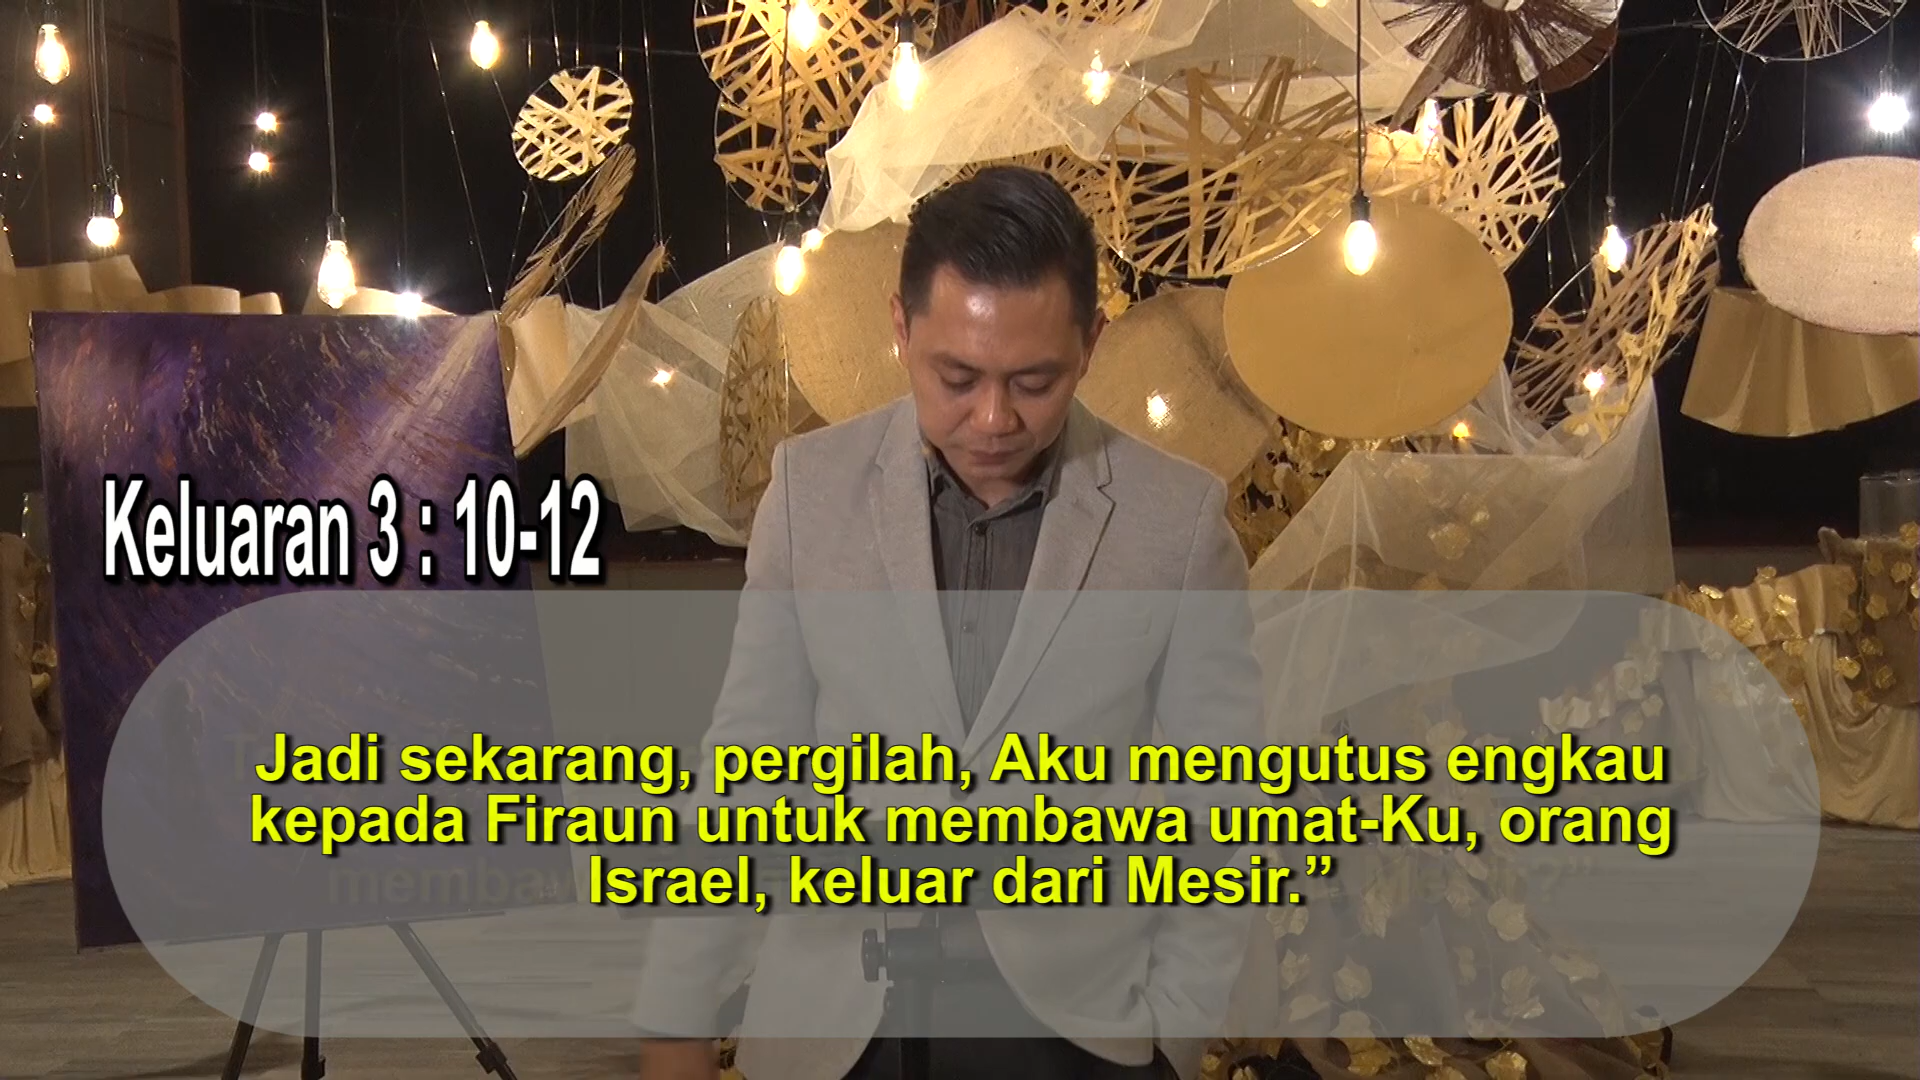 Keluaran 3 : 10-12
Jadi sekarang, pergilah, Aku mengutus engkau
kepada Firaun untuk membawa umat-Ku, orang
Israel, keluar dari Mesir.”